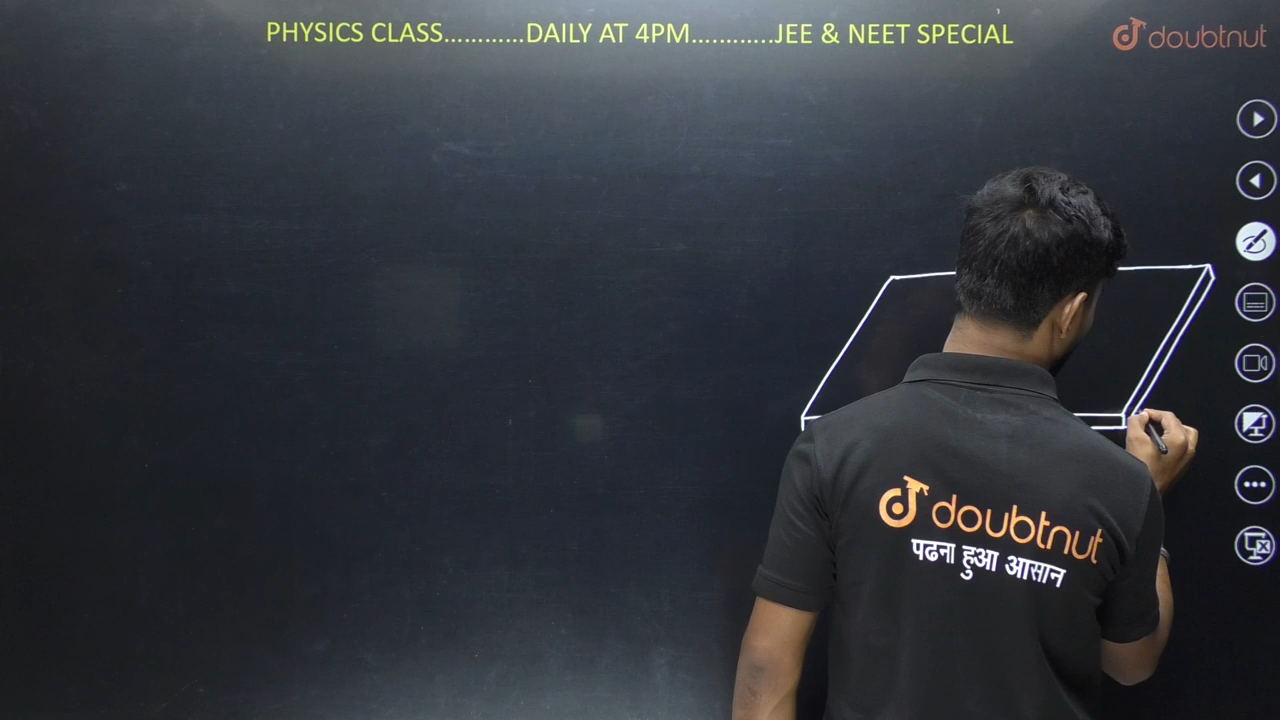 PHYSICS CLASS............DAILY AT 4PM............JEE & NEET SPECIAL
doubtnut
doubtnut
पढना हुआ आसान